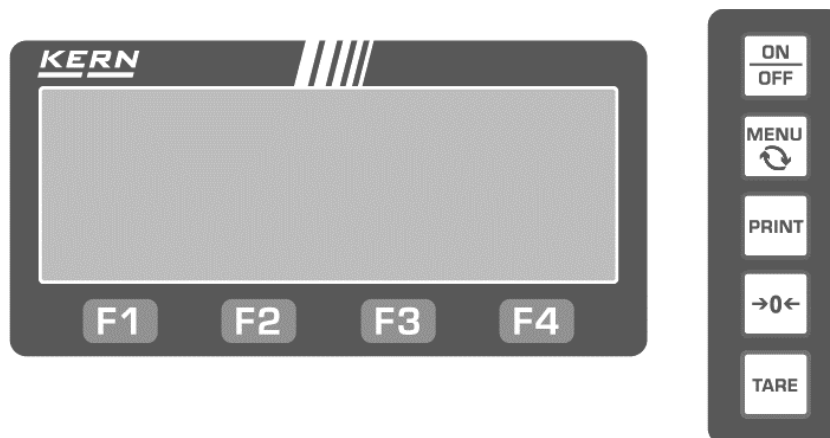 KERN
F1 F2 F3 F4
ON
OFF
MENU
PRINT
→0←
TARE